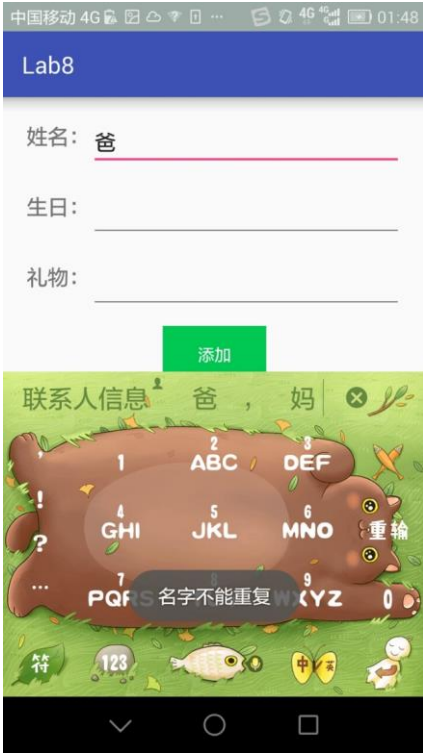 中国移动 4G ... 4G 4G 01:48
Lab8
姓名： 爸
生日：
礼物：
添加
联系人信息 爸 ， 妈
, 1 2 ABC 3 DEF
! 4 GHI 5 JKL 6 MNO 重输
?
... 7 PQRS 9 WXYZ 0
名字不能重复
符 123 中/英